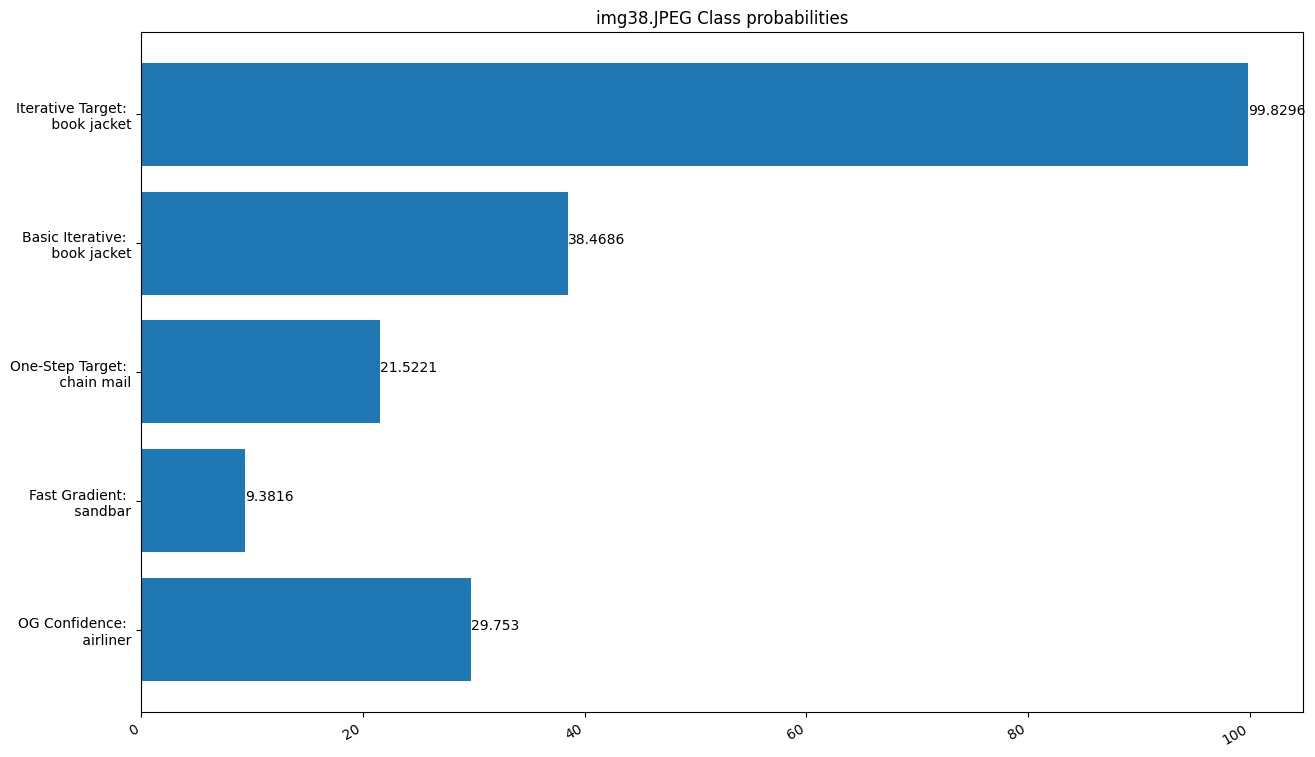 img38.JPEG Class probabilities
Iterative Target:
book jacket
99.8296
Basic Iterative:
book jacket
38.4686
One-Step Target:
chain mail
21.5221
Fast Gradient:
sandbar
9.3816
OG Confidence:
airliner
29.753
0
20
40
60
80
100